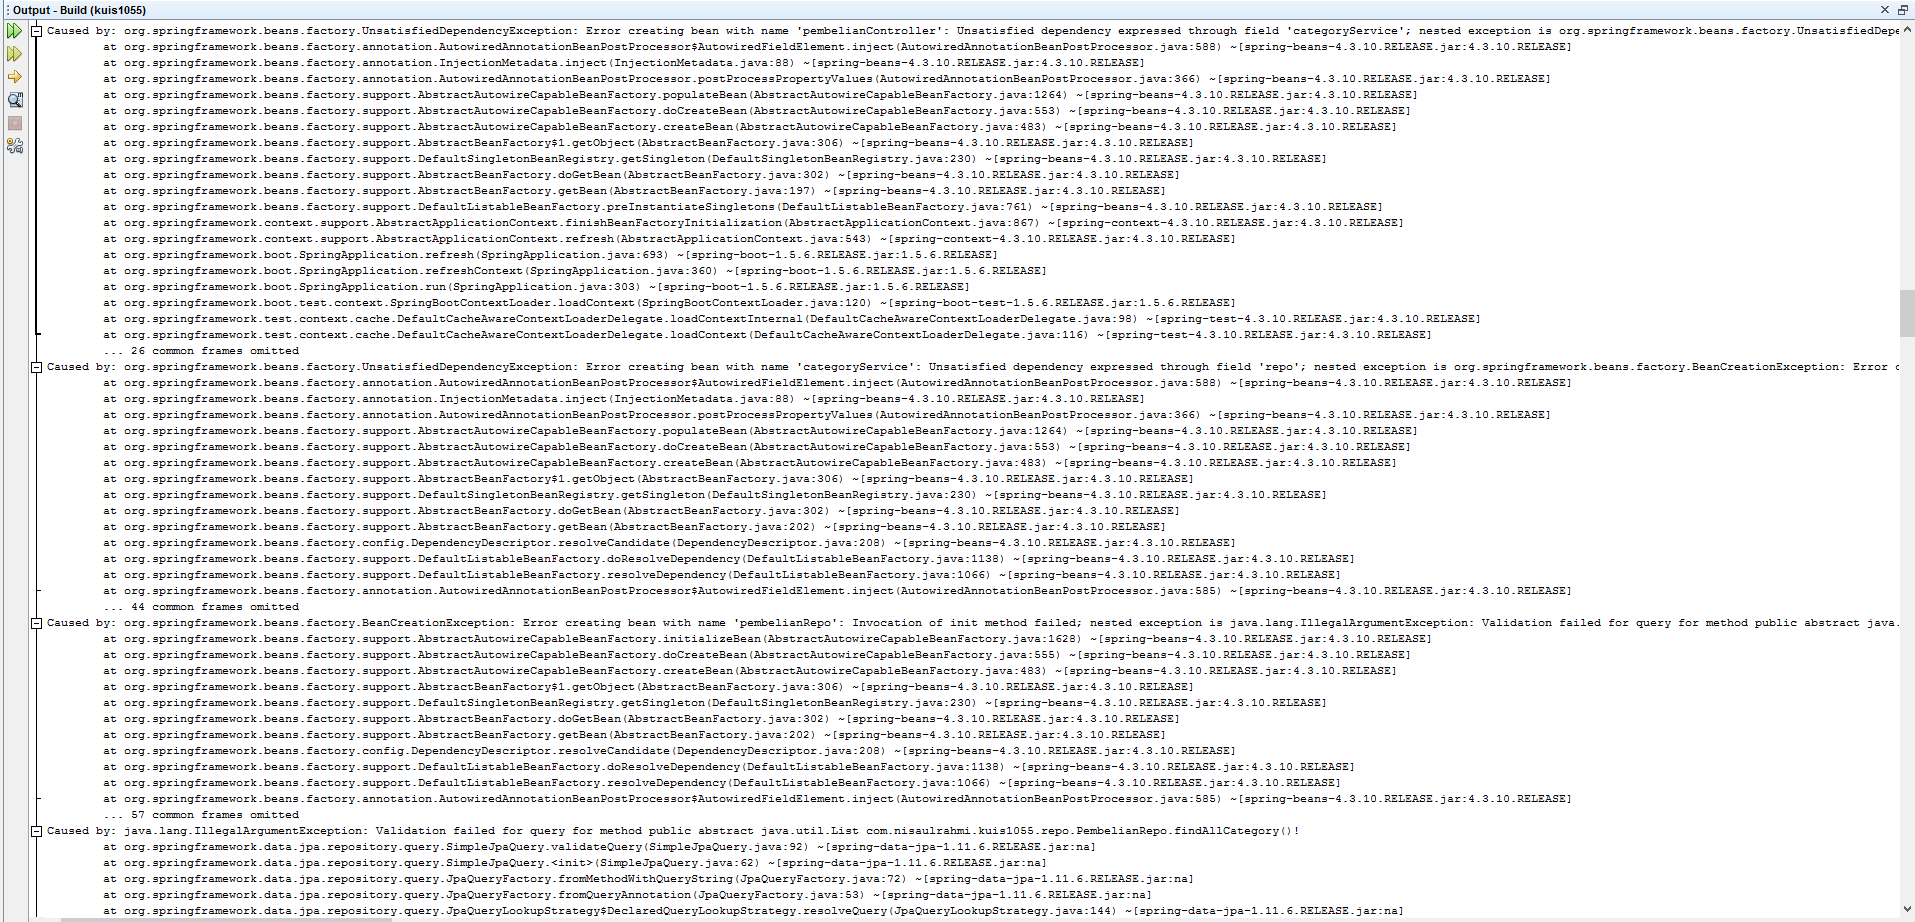 Output - Build (kuis1055)
Caused by: org.springframework.beans.factory.UnsatisfiedDependencyException: Error creating bean with name 'pembelianController': Unsatisfied dependency expressed through field 'categoryService'; nested exception is org.springframework.beans.factory.UnsatisfiedDepe
at org.springframework.beans.factory.annotation.AutowiredAnnotationBeanPostProcessor$AutowiredFieldElement.inject(AutowiredAnnotationBeanPostProcessor.java:588) ~[spring-beans-4.3.10.RELEASE.jar:4.3.10.RELEASE]
at org.springframework.beans.factory.annotation.InjectionMetadata.inject(InjectionMetadata.java:88) ~[spring-beans-4.3.10.RELEASE.jar:4.3.10.RELEASE]
at org.springframework.beans.factory.annotation.AutowiredAnnotationBeanPostProcessor.postProcessPropertyValues(AutowiredAnnotationBeanPostProcessor.java:366) ~[spring-beans-4.3.10.RELEASE.jar:4.3.10.RELEASE]
at org.springframework.beans.factory.support.AbstractAutowireCapableBeanFactory.populateBean(AbstractAutowireCapableBeanFactory.java:1264) ~[spring-beans-4.3.10.RELEASE.jar:4.3.10.RELEASE]
at org.springframework.beans.factory.support.AbstractAutowireCapableBeanFactory.doCreateBean(AbstractAutowireCapableBeanFactory.java:553) ~[spring-beans-4.3.10.RELEASE.jar:4.3.10.RELEASE]
at org.springframework.beans.factory.support.AbstractAutowireCapableBeanFactory.createBean(AbstractAutowireCapableBeanFactory.java:483) ~[spring-beans-4.3.10.RELEASE.jar:4.3.10.RELEASE]
at org.springframework.beans.factory.support.AbstractBeanFactory$1.getObject(AbstractBeanFactory.java:306) ~[spring-beans-4.3.10.RELEASE.jar:4.3.10.RELEASE]
at org.springframework.beans.factory.support.DefaultSingletonBeanRegistry.getSingleton(DefaultSingletonBeanRegistry.java:230) ~[spring-beans-4.3.10.RELEASE.jar:4.3.10.RELEASE]
at org.springframework.beans.factory.support.AbstractBeanFactory.doGetBean(AbstractBeanFactory.java:302) ~[spring-beans-4.3.10.RELEASE.jar:4.3.10.RELEASE]
at org.springframework.beans.factory.support.AbstractBeanFactory.getBean(AbstractBeanFactory.java:197) ~[spring-beans-4.3.10.RELEASE.jar:4.3.10.RELEASE]
at org.springframework.beans.factory.support.DefaultListableBeanFactory.preInstantiateSingletons(DefaultListableBeanFactory.java:761) ~[spring-beans-4.3.10.RELEASE.jar:4.3.10.RELEASE]
at org.springframework.context.support.AbstractApplicationContext.finishBeanFactoryInitialization(AbstractApplicationContext.java:867) ~[spring-context-4.3.10.RELEASE.jar:4.3.10.RELEASE]
at org.springframework.context.support.AbstractApplicationContext.refresh(AbstractApplicationContext.java:543) ~[spring-context-4.3.10.RELEASE.jar:4.3.10.RELEASE]
at org.springframework.boot.SpringApplication.refresh(SpringApplication.java:693) ~[spring-boot-1.5.6.RELEASE.jar:1.5.6.RELEASE]
at org.springframework.boot.SpringApplication.refreshContext(SpringApplication.java:360) ~[spring-boot-1.5.6.RELEASE.jar:1.5.6.RELEASE]
at org.springframework.boot.SpringApplication.run(SpringApplication.java:303) ~[spring-boot-1.5.6.RELEASE.jar:1.5.6.RELEASE]
at org.springframework.boot.test.context.SpringBootContextLoader.loadContext(SpringBootContextLoader.java:120) ~[spring-boot-test-1.5.6.RELEASE.jar:1.5.6.RELEASE]
at org.springframework.test.context.cache.DefaultCacheAwareContextLoaderDelegate.loadContextInternal(DefaultCacheAwareContextLoaderDelegate.java:98) ~[spring-test-4.3.10.RELEASE.jar:4.3.10.RELEASE]
at org.springframework.test.context.cache.DefaultCacheAwareContextLoaderDelegate.loadContext(DefaultCacheAwareContextLoaderDelegate.java:116) ~[spring-test-4.3.10.RELEASE.jar:4.3.10.RELEASE]
... 26 common frames omitted
Caused by: org.springframework.beans.factory.UnsatisfiedDependencyException: Error creating bean with name 'categoryService': Unsatisfied dependency expressed through field 'repo'; nested exception is org.springframework.beans.factory.BeanCreationException: Error c
at org.springframework.beans.factory.annotation.AutowiredAnnotationBeanPostProcessor$AutowiredFieldElement.inject(AutowiredAnnotationBeanPostProcessor.java:588) ~[spring-beans-4.3.10.RELEASE.jar:4.3.10.RELEASE]
at org.springframework.beans.factory.annotation.InjectionMetadata.inject(InjectionMetadata.java:88) ~[spring-beans-4.3.10.RELEASE.jar:4.3.10.RELEASE]
at org.springframework.beans.factory.annotation.AutowiredAnnotationBeanPostProcessor.postProcessPropertyValues(AutowiredAnnotationBeanPostProcessor.java:366) ~[spring-beans-4.3.10.RELEASE.jar:4.3.10.RELEASE]
at org.springframework.beans.factory.support.AbstractAutowireCapableBeanFactory.populateBean(AbstractAutowireCapableBeanFactory.java:1264) ~[spring-beans-4.3.10.RELEASE.jar:4.3.10.RELEASE]
at org.springframework.beans.factory.support.AbstractAutowireCapableBeanFactory.doCreateBean(AbstractAutowireCapableBeanFactory.java:553) ~[spring-beans-4.3.10.RELEASE.jar:4.3.10.RELEASE]
at org.springframework.beans.factory.support.AbstractAutowireCapableBeanFactory.createBean(AbstractAutowireCapableBeanFactory.java:483) ~[spring-beans-4.3.10.RELEASE.jar:4.3.10.RELEASE]
at org.springframework.beans.factory.support.AbstractBeanFactory$1.getObject(AbstractBeanFactory.java:306) ~[spring-beans-4.3.10.RELEASE.jar:4.3.10.RELEASE]
at org.springframework.beans.factory.support.DefaultSingletonBeanRegistry.getSingleton(DefaultSingletonBeanRegistry.java:230) ~[spring-beans-4.3.10.RELEASE.jar:4.3.10.RELEASE]
at org.springframework.beans.factory.support.AbstractBeanFactory.doGetBean(AbstractBeanFactory.java:302) ~[spring-beans-4.3.10.RELEASE.jar:4.3.10.RELEASE]
at org.springframework.beans.factory.support.AbstractBeanFactory.getBean(AbstractBeanFactory.java:202) ~[spring-beans-4.3.10.RELEASE.jar:4.3.10.RELEASE]
at org.springframework.beans.factory.config.DependencyDescriptor.resolveCandidate(DependencyDescriptor.java:208) ~[spring-beans-4.3.10.RELEASE.jar:4.3.10.RELEASE]
at org.springframework.beans.factory.support.DefaultListableBeanFactory.doResolveDependency(DefaultListableBeanFactory.java:1138) ~[spring-beans-4.3.10.RELEASE.jar:4.3.10.RELEASE]
at org.springframework.beans.factory.support.DefaultListableBeanFactory.resolveDependency(DefaultListableBeanFactory.java:1066) ~[spring-beans-4.3.10.RELEASE.jar:4.3.10.RELEASE]
at org.springframework.beans.factory.annotation.AutowiredAnnotationBeanPostProcessor$AutowiredFieldElement.inject(AutowiredAnnotationBeanPostProcessor.java:585) ~[spring-beans-4.3.10.RELEASE.jar:4.3.10.RELEASE]
... 44 common frames omitted
Caused by: org.springframework.beans.factory.BeanCreationException: Error creating bean with name 'pembelianRepo': Invocation of init method failed; nested exception is java.lang.IllegalArgumentException: Validation failed for query for method public abstract java.
at org.springframework.beans.factory.support.AbstractAutowireCapableBeanFactory.initializeBean(AbstractAutowireCapableBeanFactory.java:1628) ~[spring-beans-4.3.10.RELEASE.jar:4.3.10.RELEASE]
at org.springframework.beans.factory.support.AbstractAutowireCapableBeanFactory.doCreateBean(AbstractAutowireCapableBeanFactory.java:555) ~[spring-beans-4.3.10.RELEASE.jar:4.3.10.RELEASE]
at org.springframework.beans.factory.support.AbstractAutowireCapableBeanFactory.createBean(AbstractAutowireCapableBeanFactory.java:483) ~[spring-beans-4.3.10.RELEASE.jar:4.3.10.RELEASE]
at org.springframework.beans.factory.support.AbstractBeanFactory$1.getObject(AbstractBeanFactory.java:306) ~[spring-beans-4.3.10.RELEASE.jar:4.3.10.RELEASE]
at org.springframework.beans.factory.support.DefaultSingletonBeanRegistry.getSingleton(DefaultSingletonBeanRegistry.java:230) ~[spring-beans-4.3.10.RELEASE.jar:4.3.10.RELEASE]
at org.springframework.beans.factory.support.AbstractBeanFactory.doGetBean(AbstractBeanFactory.java:302) ~[spring-beans-4.3.10.RELEASE.jar:4.3.10.RELEASE]
at org.springframework.beans.factory.support.AbstractBeanFactory.getBean(AbstractBeanFactory.java:202) ~[spring-beans-4.3.10.RELEASE.jar:4.3.10.RELEASE]
at org.springframework.beans.factory.config.DependencyDescriptor.resolveCandidate(DependencyDescriptor.java:208) ~[spring-beans-4.3.10.RELEASE.jar:4.3.10.RELEASE]
at org.springframework.beans.factory.support.DefaultListableBeanFactory.doResolveDependency(DefaultListableBeanFactory.java:1138) ~[spring-beans-4.3.10.RELEASE.jar:4.3.10.RELEASE]
at org.springframework.beans.factory.support.DefaultListableBeanFactory.resolveDependency(DefaultListableBeanFactory.java:1066) ~[spring-beans-4.3.10.RELEASE.jar:4.3.10.RELEASE]
at org.springframework.beans.factory.annotation.AutowiredAnnotationBeanPostProcessor$AutowiredFieldElement.inject(AutowiredAnnotationBeanPostProcessor.java:585) ~[spring-beans-4.3.10.RELEASE.jar:4.3.10.RELEASE]
... 57 common frames omitted
Caused by: java.lang.IllegalArgumentException: Validation failed for query for method public abstract java.util.List com.nisaulrahmi.kuis1055.repo.PembelianRepo.findAllCategory()!
at org.springframework.data.jpa.repository.query.SimpleJpaQuery.validateQuery(SimpleJpaQuery.java:92) ~[spring-data-jpa-1.11.6.RELEASE.jar:na]
at org.springframework.data.jpa.repository.query.SimpleJpaQuery.<init>(SimpleJpaQuery.java:62) ~[spring-data-jpa-1.11.6.RELEASE.jar:na]
at org.springframework.data.jpa.repository.query.JpaQueryFactory.fromMethodWithQueryString(JpaQueryFactory.java:72) ~[spring-data-jpa-1.11.6.RELEASE.jar:na]
at org.springframework.data.jpa.repository.query.JpaQueryFactory.fromQueryAnnotation(JpaQueryFactory.java:53) ~[spring-data-jpa-1.11.6.RELEASE.jar:na]
at org.springframework.data.jpa.repository.query.JpaQueryLookupStrategy$DeclaredQueryLookupStrategy.resolveQuery(JpaQueryLookupStrategy.java:144) ~[spring-data-jpa-1.11.6.RELEASE.jar:na]